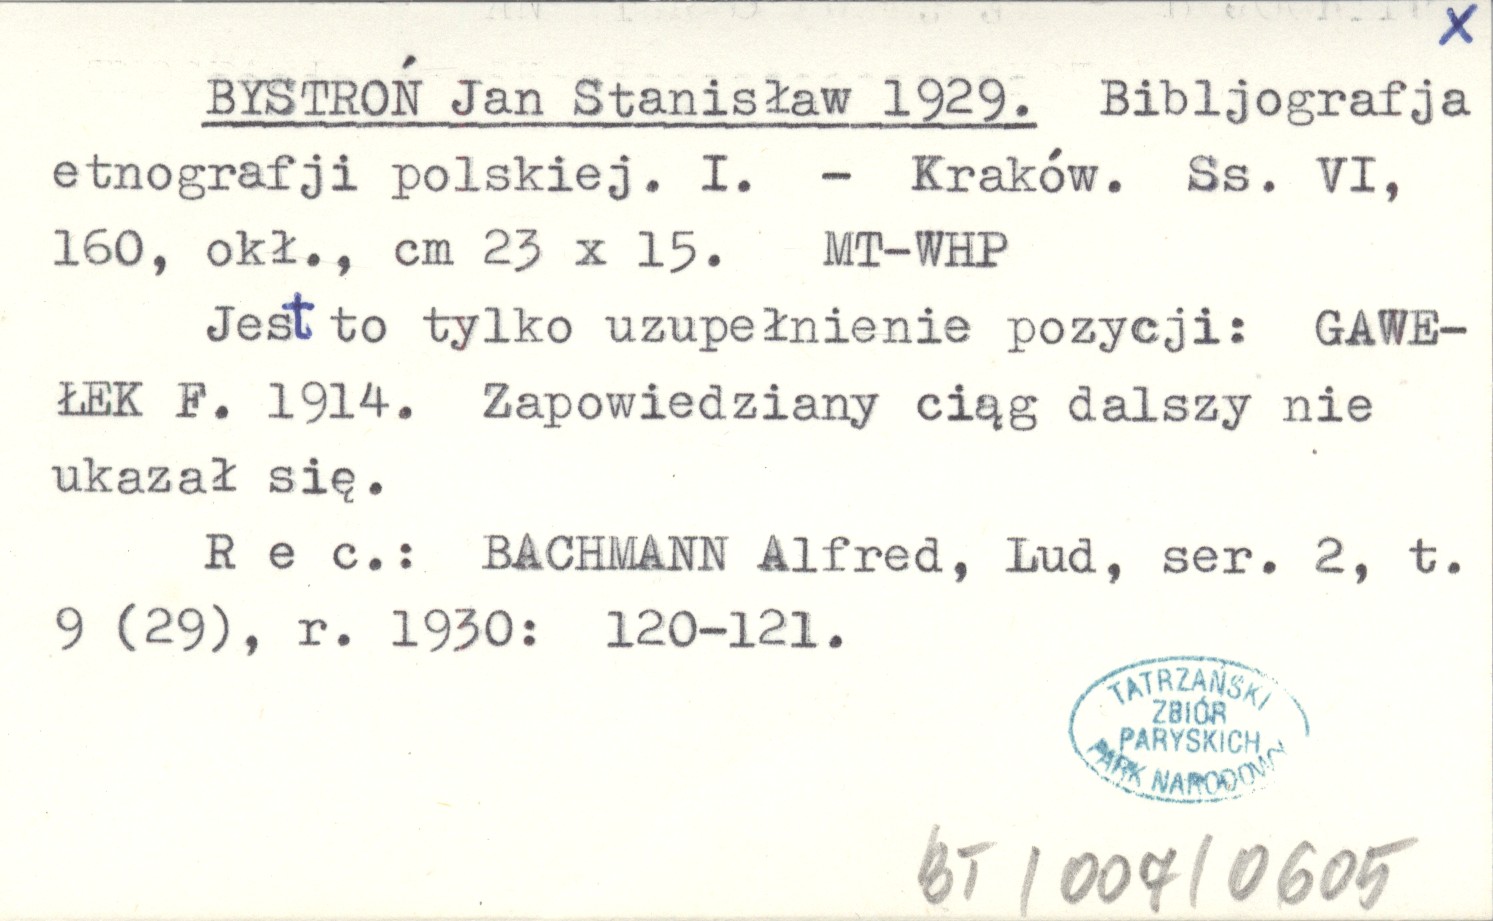 x
BYSTROŃ Jan Stanisław 1929. Bibljografja
etnografji polskiej. I. - Kraków. Ss. VI,
160, okł., cm 23 x 15. MT-WHP
Jest to tylko uzupełnienie pozycji: GAWE-
ŁEK F. 1914. Zapowiedziany ciąg dalszy nie
ukazał się.
R e c.: BACHMANN Alfred, Lud, ser. 2, t.
9 (29), r. 1930: 120-121.
TATRZAŃSKI
ZBIÓR
PARYSKICH
PARK NARODOWY
BT/007/0605